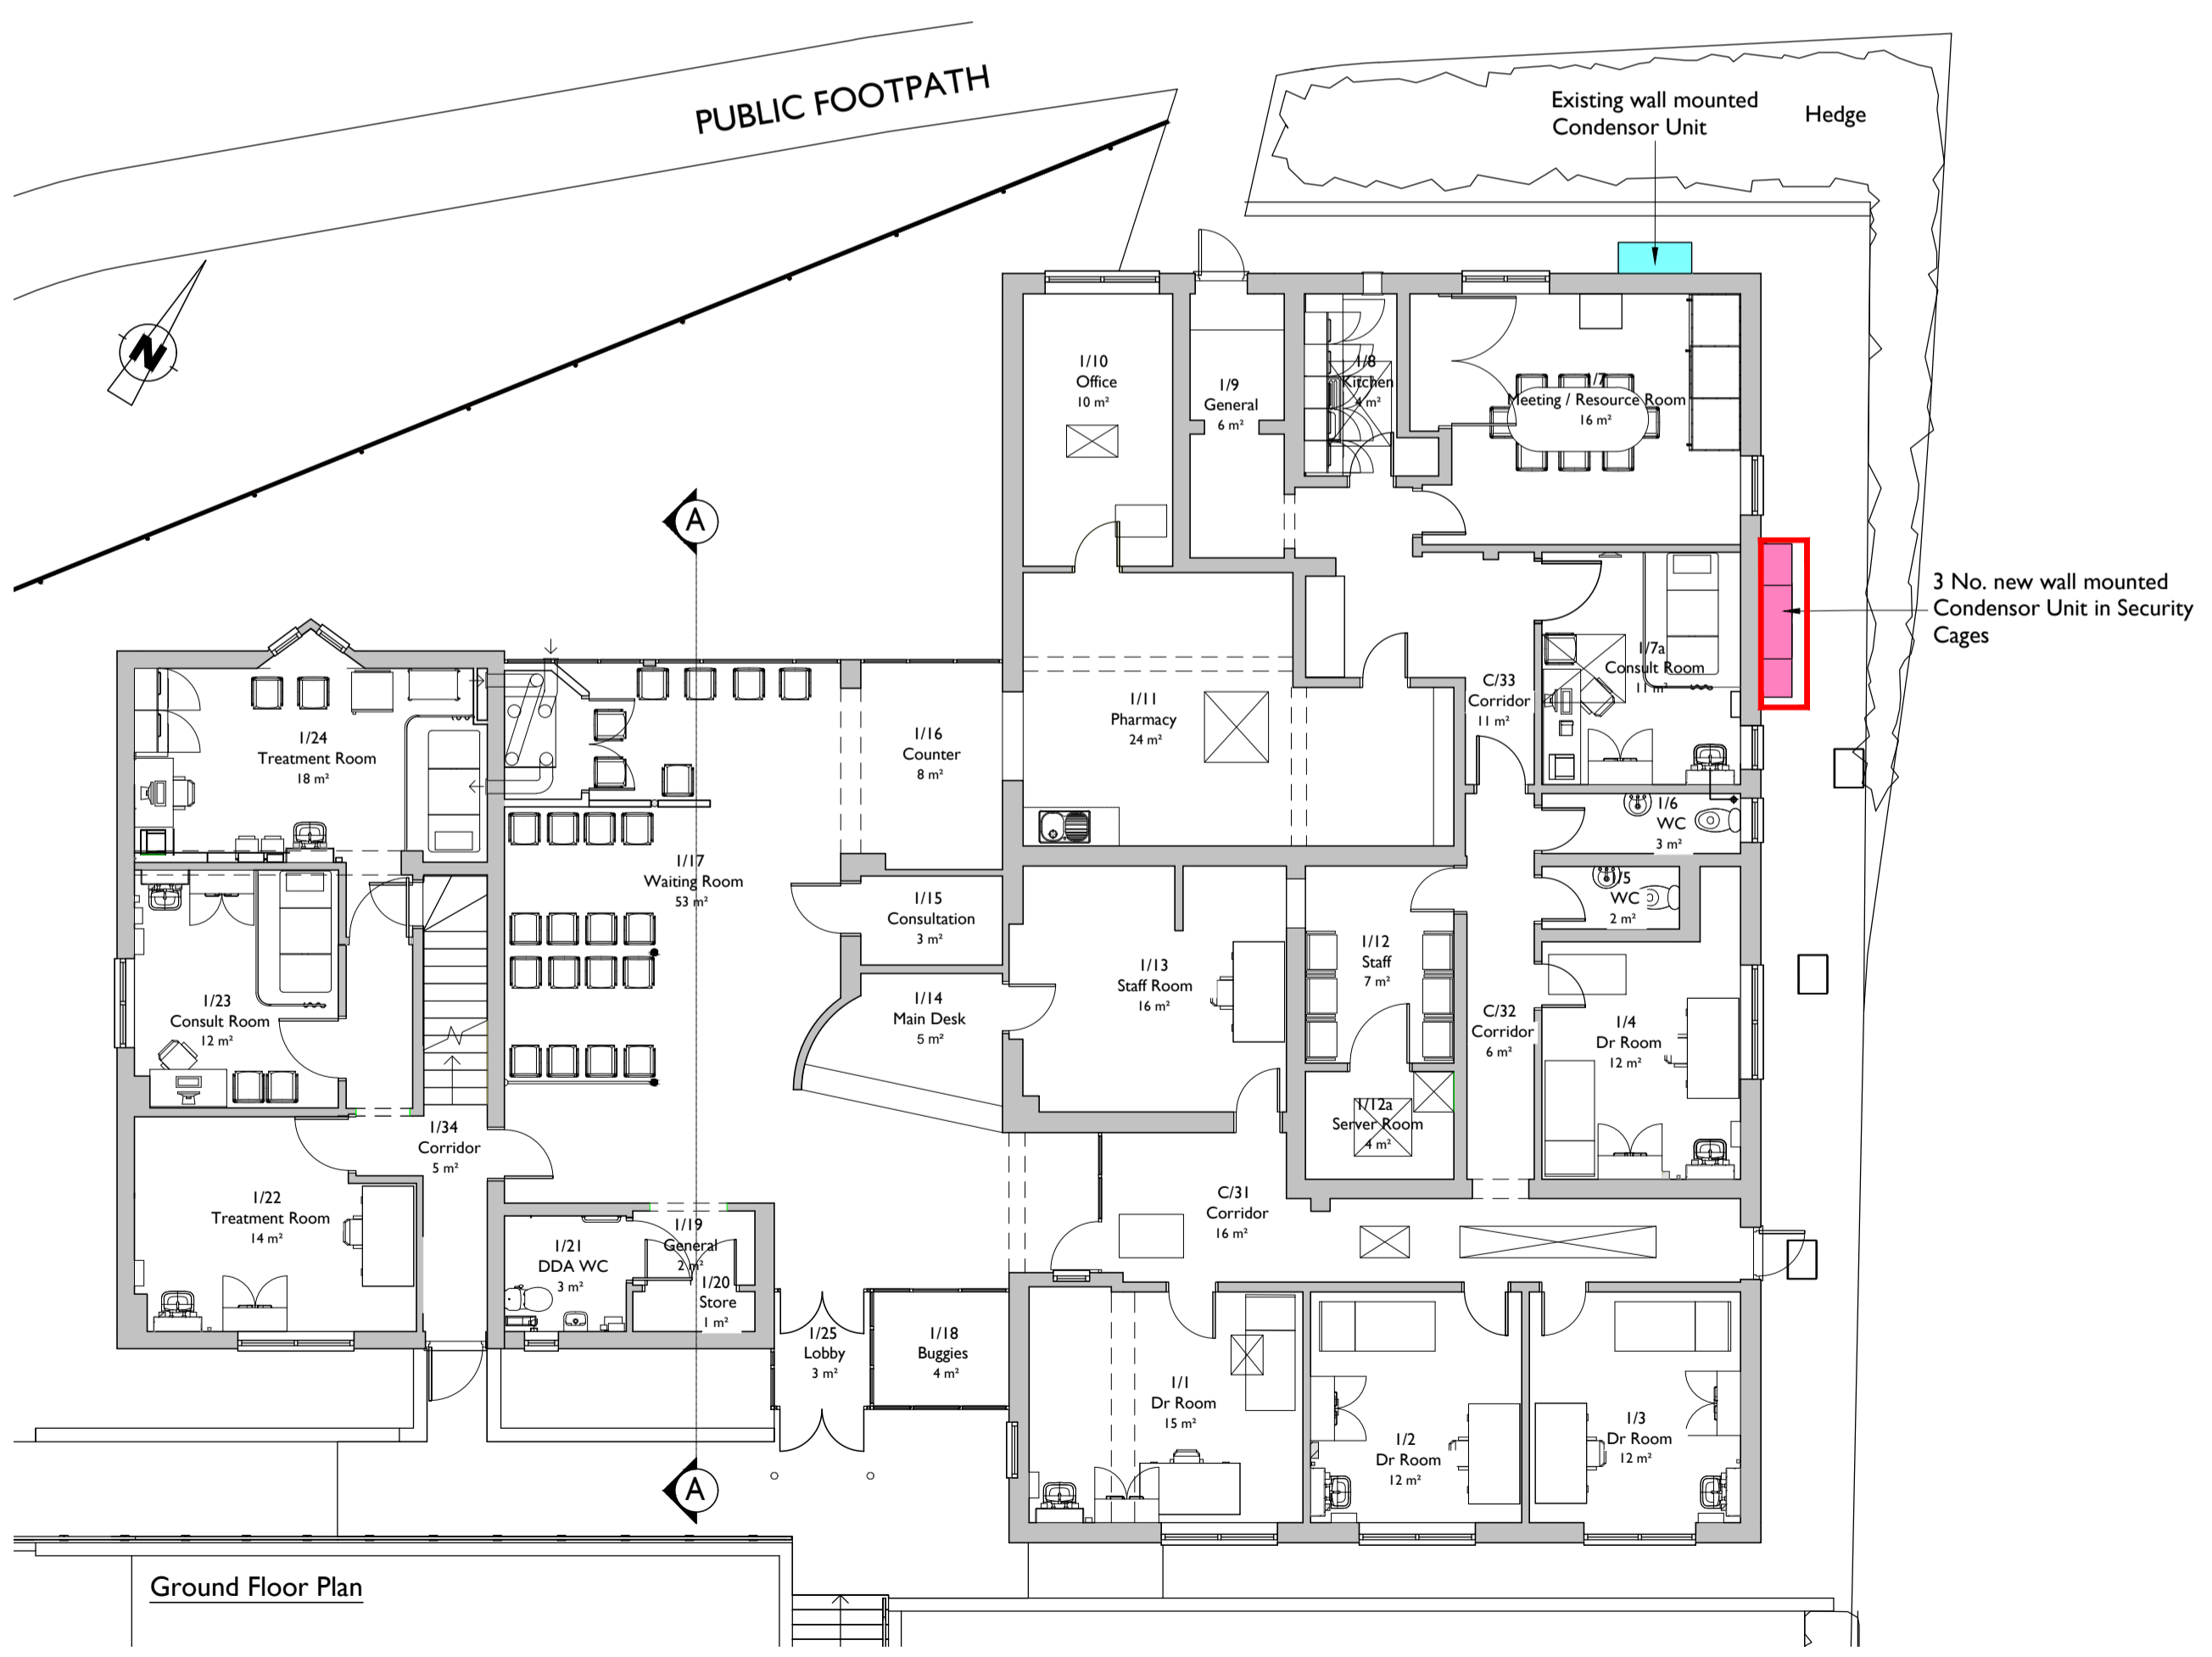 PUBLIC FOOTPATH
Existing wall mounted
Condensor Unit
Hedge
N
1/10
Office
10 m²
1/9
General
6 m²
1/8
Kitchen
4 m²
/7
Meeting / Resource Room
16 m²
A
3 No. new wall mounted
Condensor Unit in Security
Cages
1/7a
Consult Room
11 m²
C/33
Corridor
11 m²
1/11
Pharmacy
24 m²
1/16
Counter
8 m²
1/24
Treatment Room
18 m²
1/6
WC
3 m²
1/17
Waiting Room
53 m²
1/5
WC
2 m²
1/15
Consultation
3 m²
1/12
Staff
7 m²
1/13
Staff Room
16 m²
1/14
Main Desk
5 m²
1/23
Consult Room
12 m²
C/32
Corridor
6 m²
1/4
Dr Room
12 m²
1/12a
Server Room
4 m²
1/34
Corridor
5 m²
1/22
Treatment Room
14 m²
C/31
Corridor
16 m²
1/19
General
2 m²
1/21
DDA WC
3 m²
1/20
Store
1 m²
1/25
Lobby
3 m²
1/18
Buggies
4 m²
1/1
Dr Room
15 m²
1/2
Dr Room
12 m²
1/3
Dr Room
12 m²
A
Ground Floor Plan